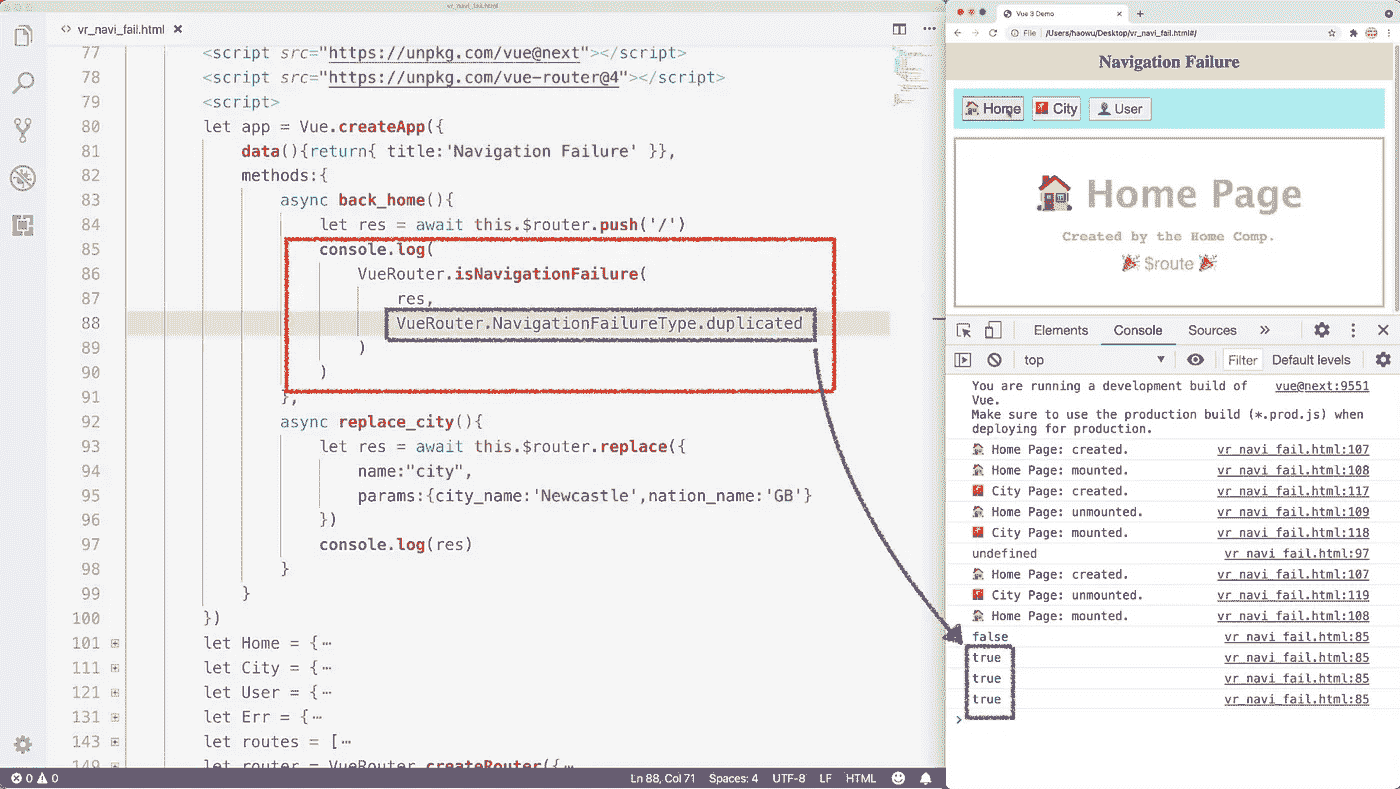 vr_navi_fail.html
vr_navi_fail.html
77 <script src="https://unpkg.com/vue@next"></script>
78 <script src="https://unpkg.com/vue-router@4"></script>
79 <script>
80 let app = Vue.createApp({
81 data(){return{ title:'Navigation Failure' }},
82 methods:{
83 async back_home(){
84 let res = await this.$router.push('/')
85 console.log(
86 VueRouter.isNavigationFailure(
87 res,
88 VueRouter.NavigationFailureType.duplicated
89 )
90 )
91 },
92 async replace_city(){
93 let res = await this.$router.replace({
94 name:"city",
95 params:{city_name:'Newcastle',nation_name:'GB'}
96 })
97 console.log(res)
98 }
99 }
100 })
101 let Home = {⋯
111 let City = {⋯
121 let User = {⋯
131 let Err = {⋯
143 let routes = [⋯
149 let router = VueRouter.createRouter({⋯
0 0
Ln 88, Col 71 Spaces: 4 UTF-8 LF HTML
Vue 3 Demo
File /Users/haowu/Desktop/vr_navi_fail.html#/
Navigation Failure
Home City User
Home Page
Created by the Home Comp.
$route
Elements Console Sources »
top Filter Default levels
You are running a development build of vue@next:9551
Vue.
Make sure to use the production build (*.prod.js) when
deploying for production.
Home Page: created. vr_navi_fail.html:107
Home Page: mounted. vr_navi_fail.html:108
City Page: created. vr_navi_fail.html:117
Home Page: unmounted. vr_navi_fail.html:109
City Page: mounted. vr_navi_fail.html:118
undefined vr_navi_fail.html:97
Home Page: created. vr_navi_fail.html:107
City Page: unmounted. vr_navi_fail.html:119
Home Page: mounted. vr_navi_fail.html:108
false vr_navi_fail.html:85
true vr_navi_fail.html:85
true vr_navi_fail.html:85
true vr_navi_fail.html:85